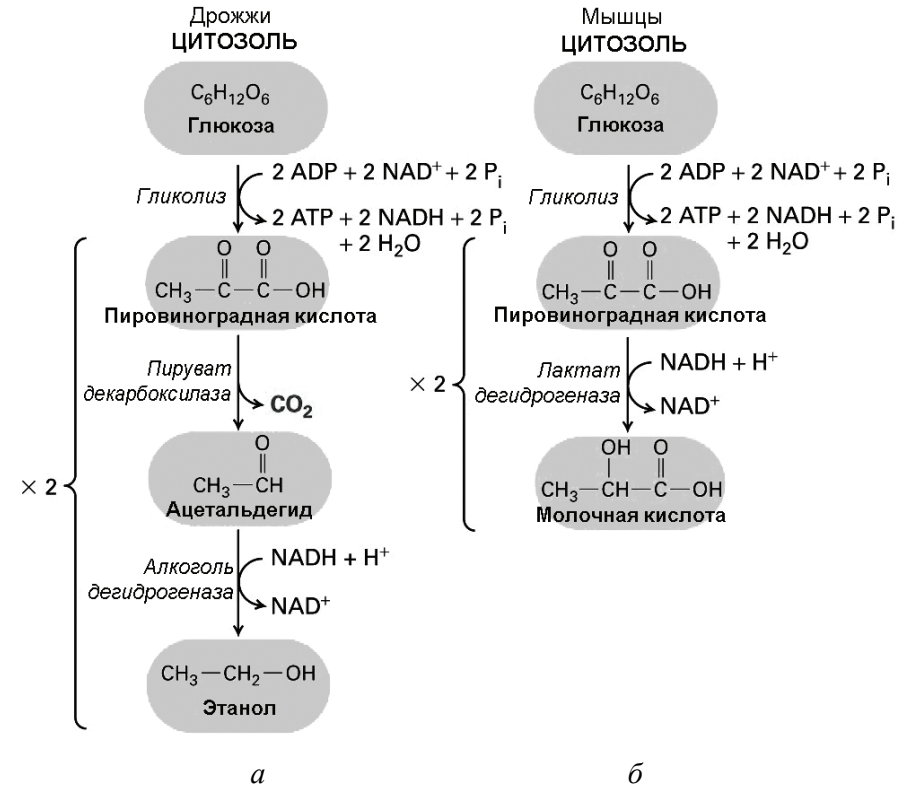 Дрожжи
ЦИТОЗОЛЬ
C₆H₁₂O₆
Глюкоза
Гликолиз
2 ADP + 2 NAD⁺ + 2 Pᵢ
2 ATP + 2 NADH + 2 Pᵢ
+ 2 H₂O
O O
CH₃—C—C—OH
Пировиноградная кислота
Пируват
декарбоксилаза
CO₂
O
CH₃—CH
Ацетальдегид
× 2
Алкоголь
дегидрогеназа
NADH + H⁺
NAD⁺
CH₃—CH₂—OH
Этанол
а
Мышцы
ЦИТОЗОЛЬ
C₆H₁₂O₆
Глюкоза
Гликолиз
2 ADP + 2 NAD⁺ + 2 Pᵢ
2 ATP + 2 NADH + 2 Pᵢ
+ 2 H₂O
O O
CH₃—C—C—OH
Пировиноградная кислота
× 2
Лактат
дегидрогеназа
NADH + H⁺
NAD⁺
OH O
CH₃—CH—C—OH
Молочная кислота
б